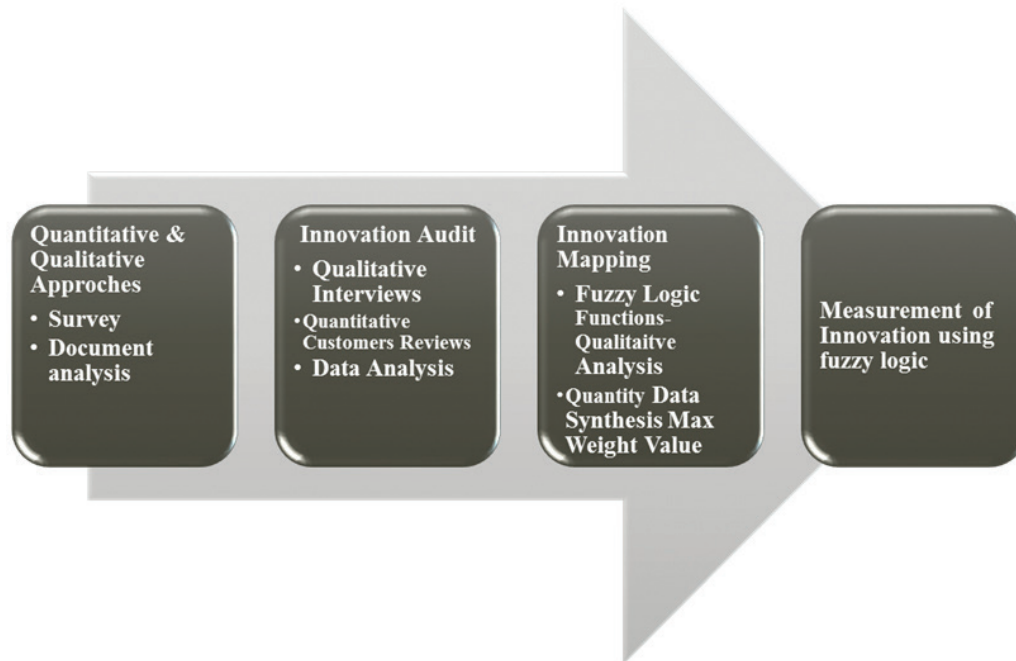 Quantitative &
Qualitative
Approches
• Survey
• Document
analysis
Innovation Audit
• Qualitative
Interviews
• Quantitative
Customers Reviews
• Data Analysis
Innovation
Mapping
• Fuzzy Logic
Functions-
Qualitaitve
Analysis
• Quantity Data
Synthesis Max
Weight Value
Measurement of
Innovation using
fuzzy logic